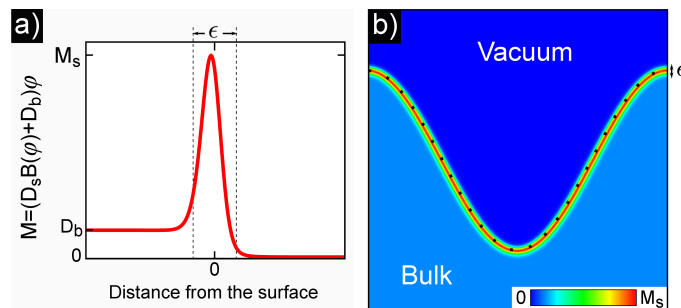 a)
ϵ
M=(DₛB(φ)+D_b)φ
Mₛ
D_b
0
0
Distance from the surface
b)
Vacuum
ϵ
Bulk
0 Mₛ